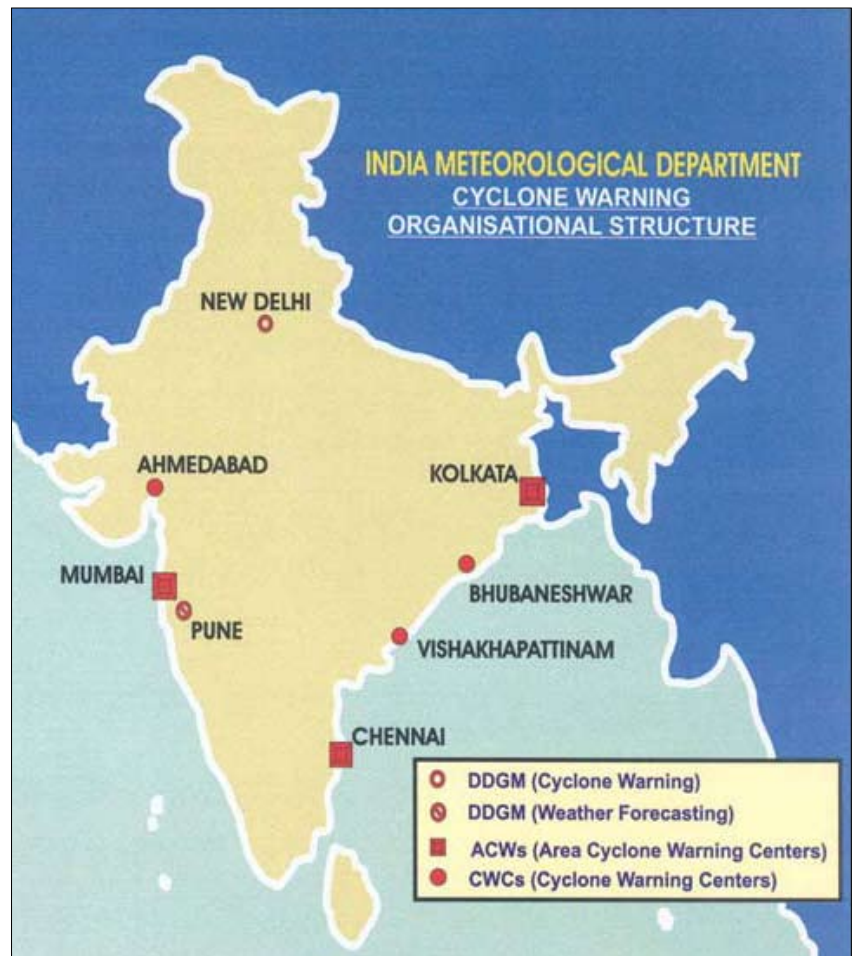 INDIA METEOROLOGICAL DEPARTMENT
CYCLONE WARNING
ORGANISATIONAL STRUCTURE
NEW DELHI
AHMEDABAD
KOLKATA
MUMBAI
BHUBANESHWAR
PUNE
VISHAKHAPATTINAM
CHENNAI
DDGM (Cyclone Warning)
DDGM (Weather Forecasting)
ACWs (Area Cyclone Warning Centers)
CWCs (Cyclone Warning Centers)